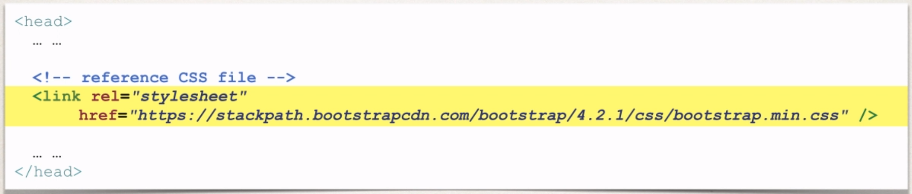 <head>
… …
<!-- reference CSS file -->
<link rel="stylesheet"
href="https://stackpath.bootstrapcdn.com/bootstrap/4.2.1/css/bootstrap.min.css" />
… …
</head>